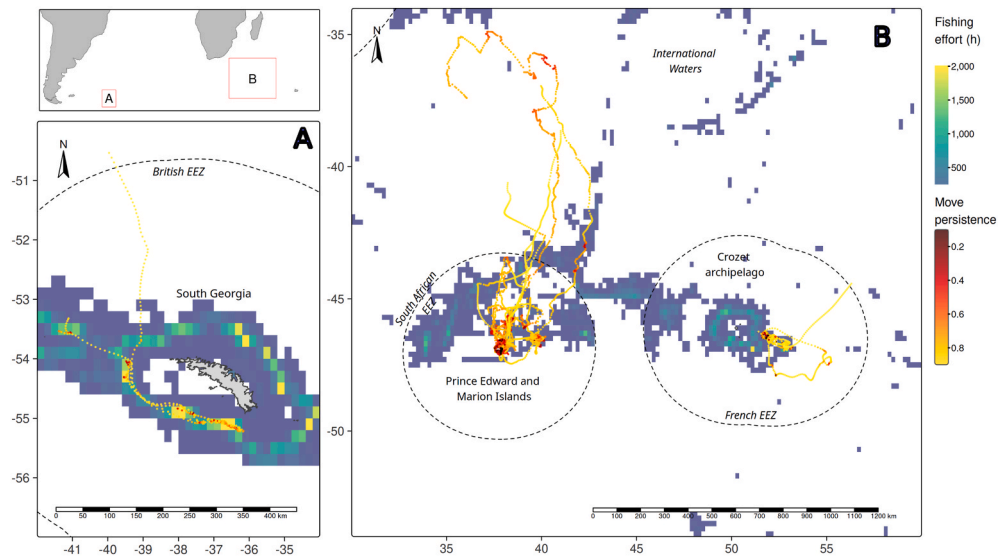 A
B
A
N
British EEZ
South Georgia
-51
-52
-53
-54
-55
-56
0 50 100 150 200 250 300 350 400 km
-41 -40 -39 -38 -37 -36 -35 -34
B
N
International
Waters
South African
EEZ
Crozet
archipelago
Prince Edward and
Marion Islands
French EEZ
-35
-40
-45
-50
0 100 200 300 400 500 600 700 800 900 1000 1200 km
35 40 45 50 55
Fishing
effort (h)
2,000
1,500
1,000
500
Move
persistence
0.2
0.4
0.6
0.8